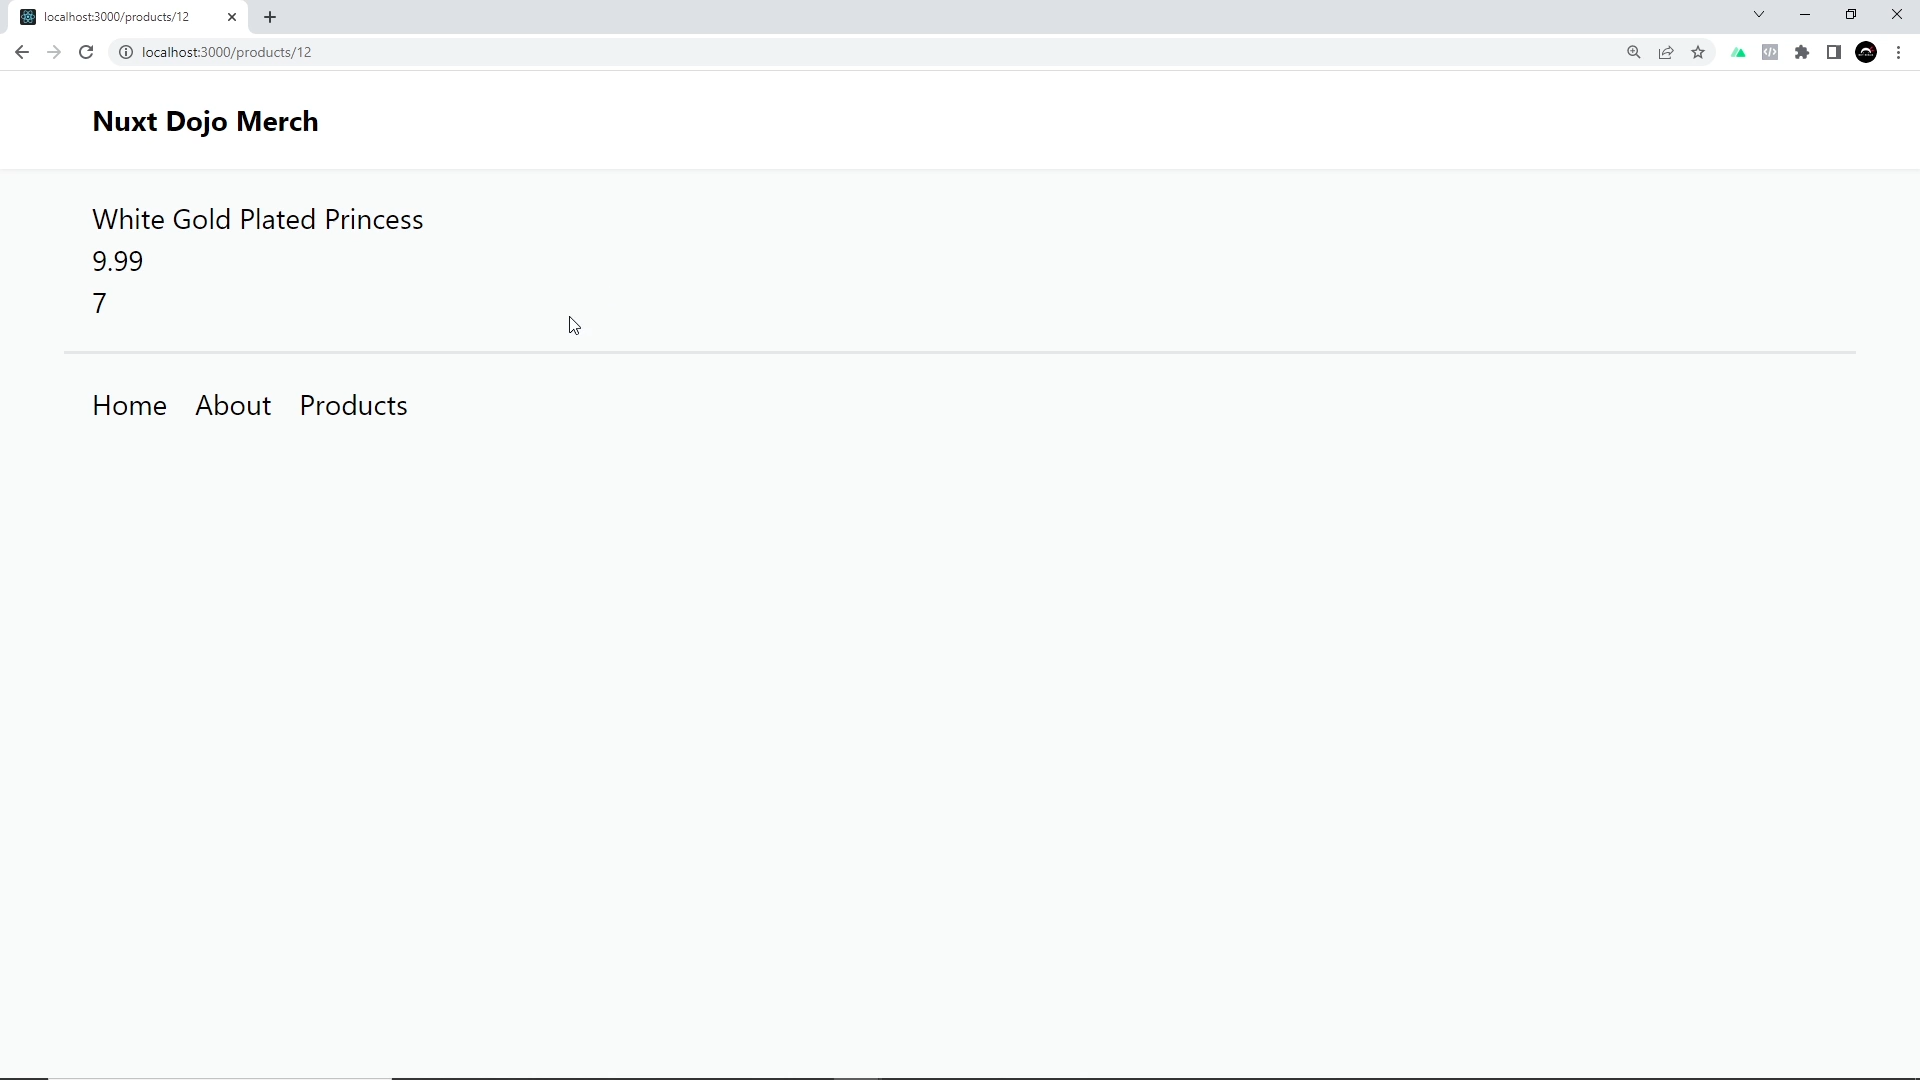 localhost:3000/products/12
localhost:3000/products/12
Nuxt Dojo Merch
White Gold Plated Princess
9.99
7
Home About Products